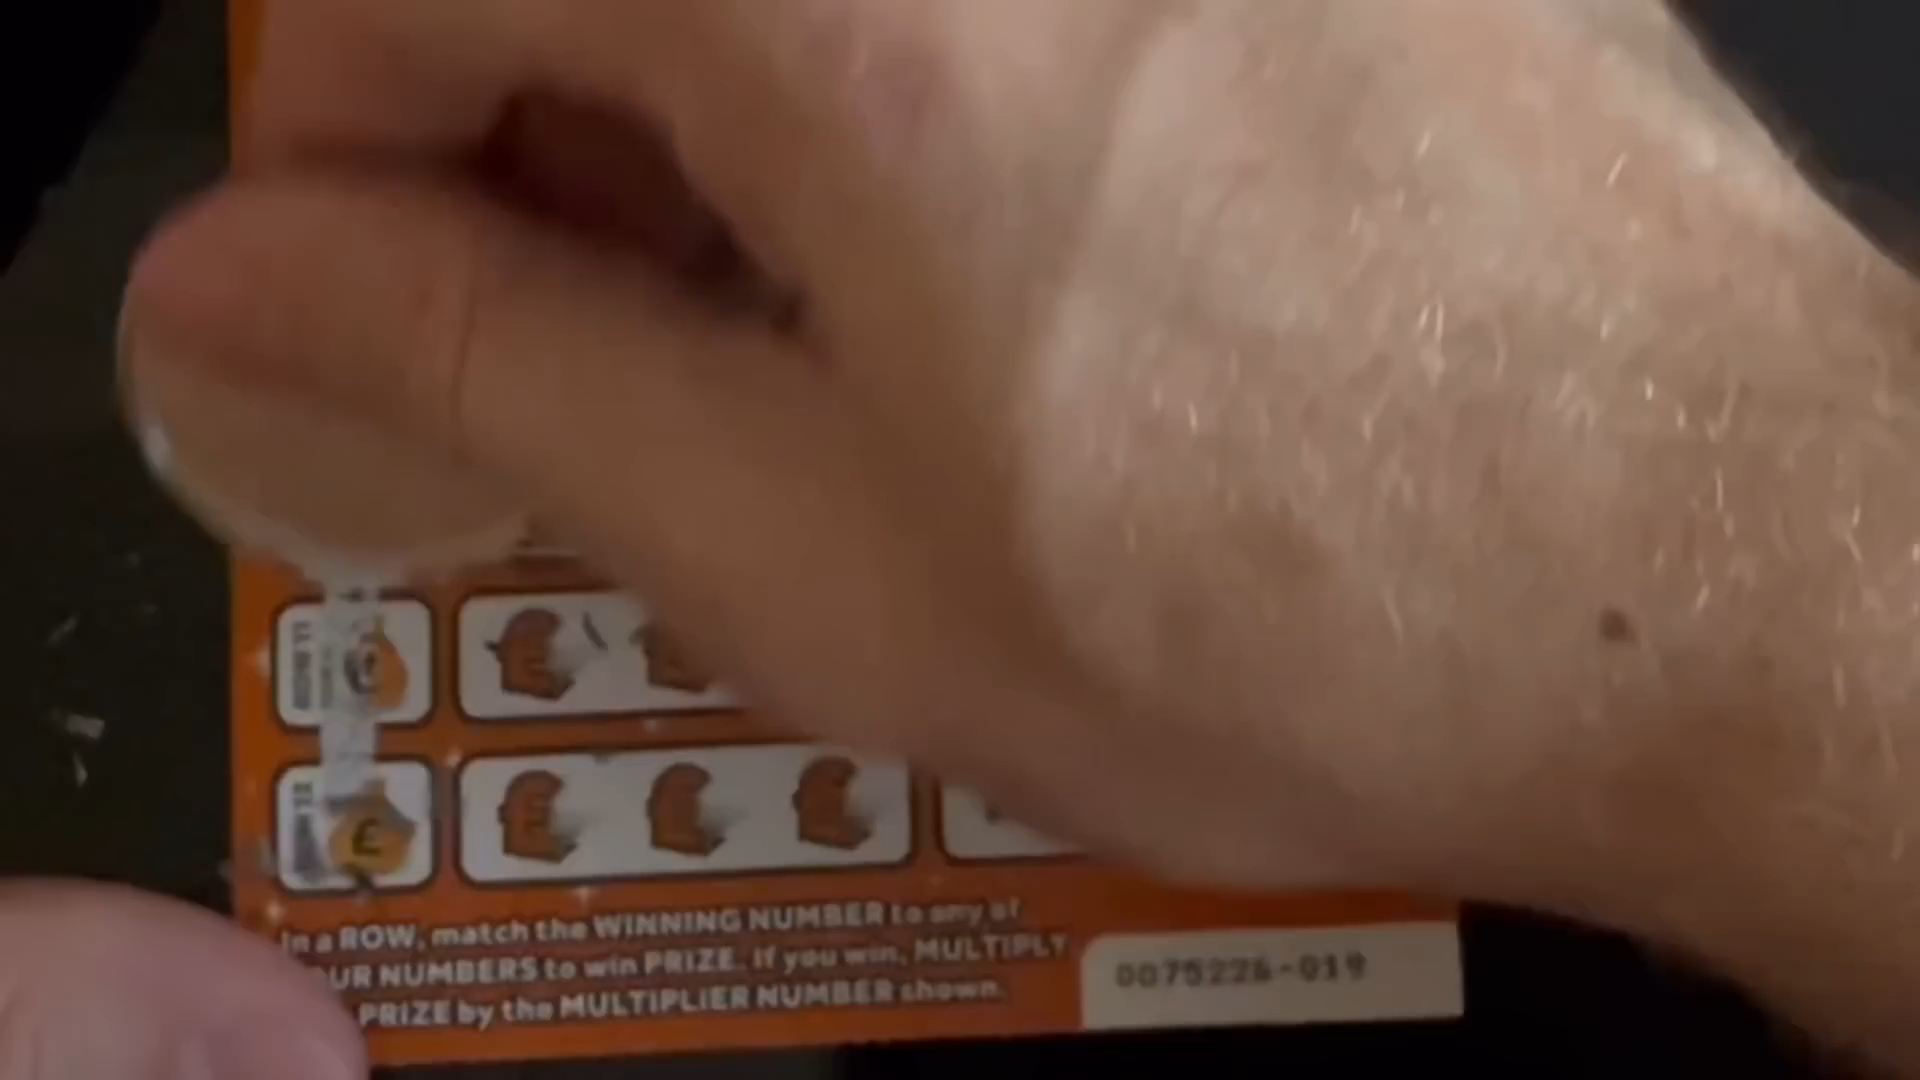 In a ROW, match the WINNING NUMBER to any of
UR NUMBERS to win PRIZE. If you win, MULTIPLY
PRIZE by the MULTIPLIER NUMBER shown.
0075226-019
£